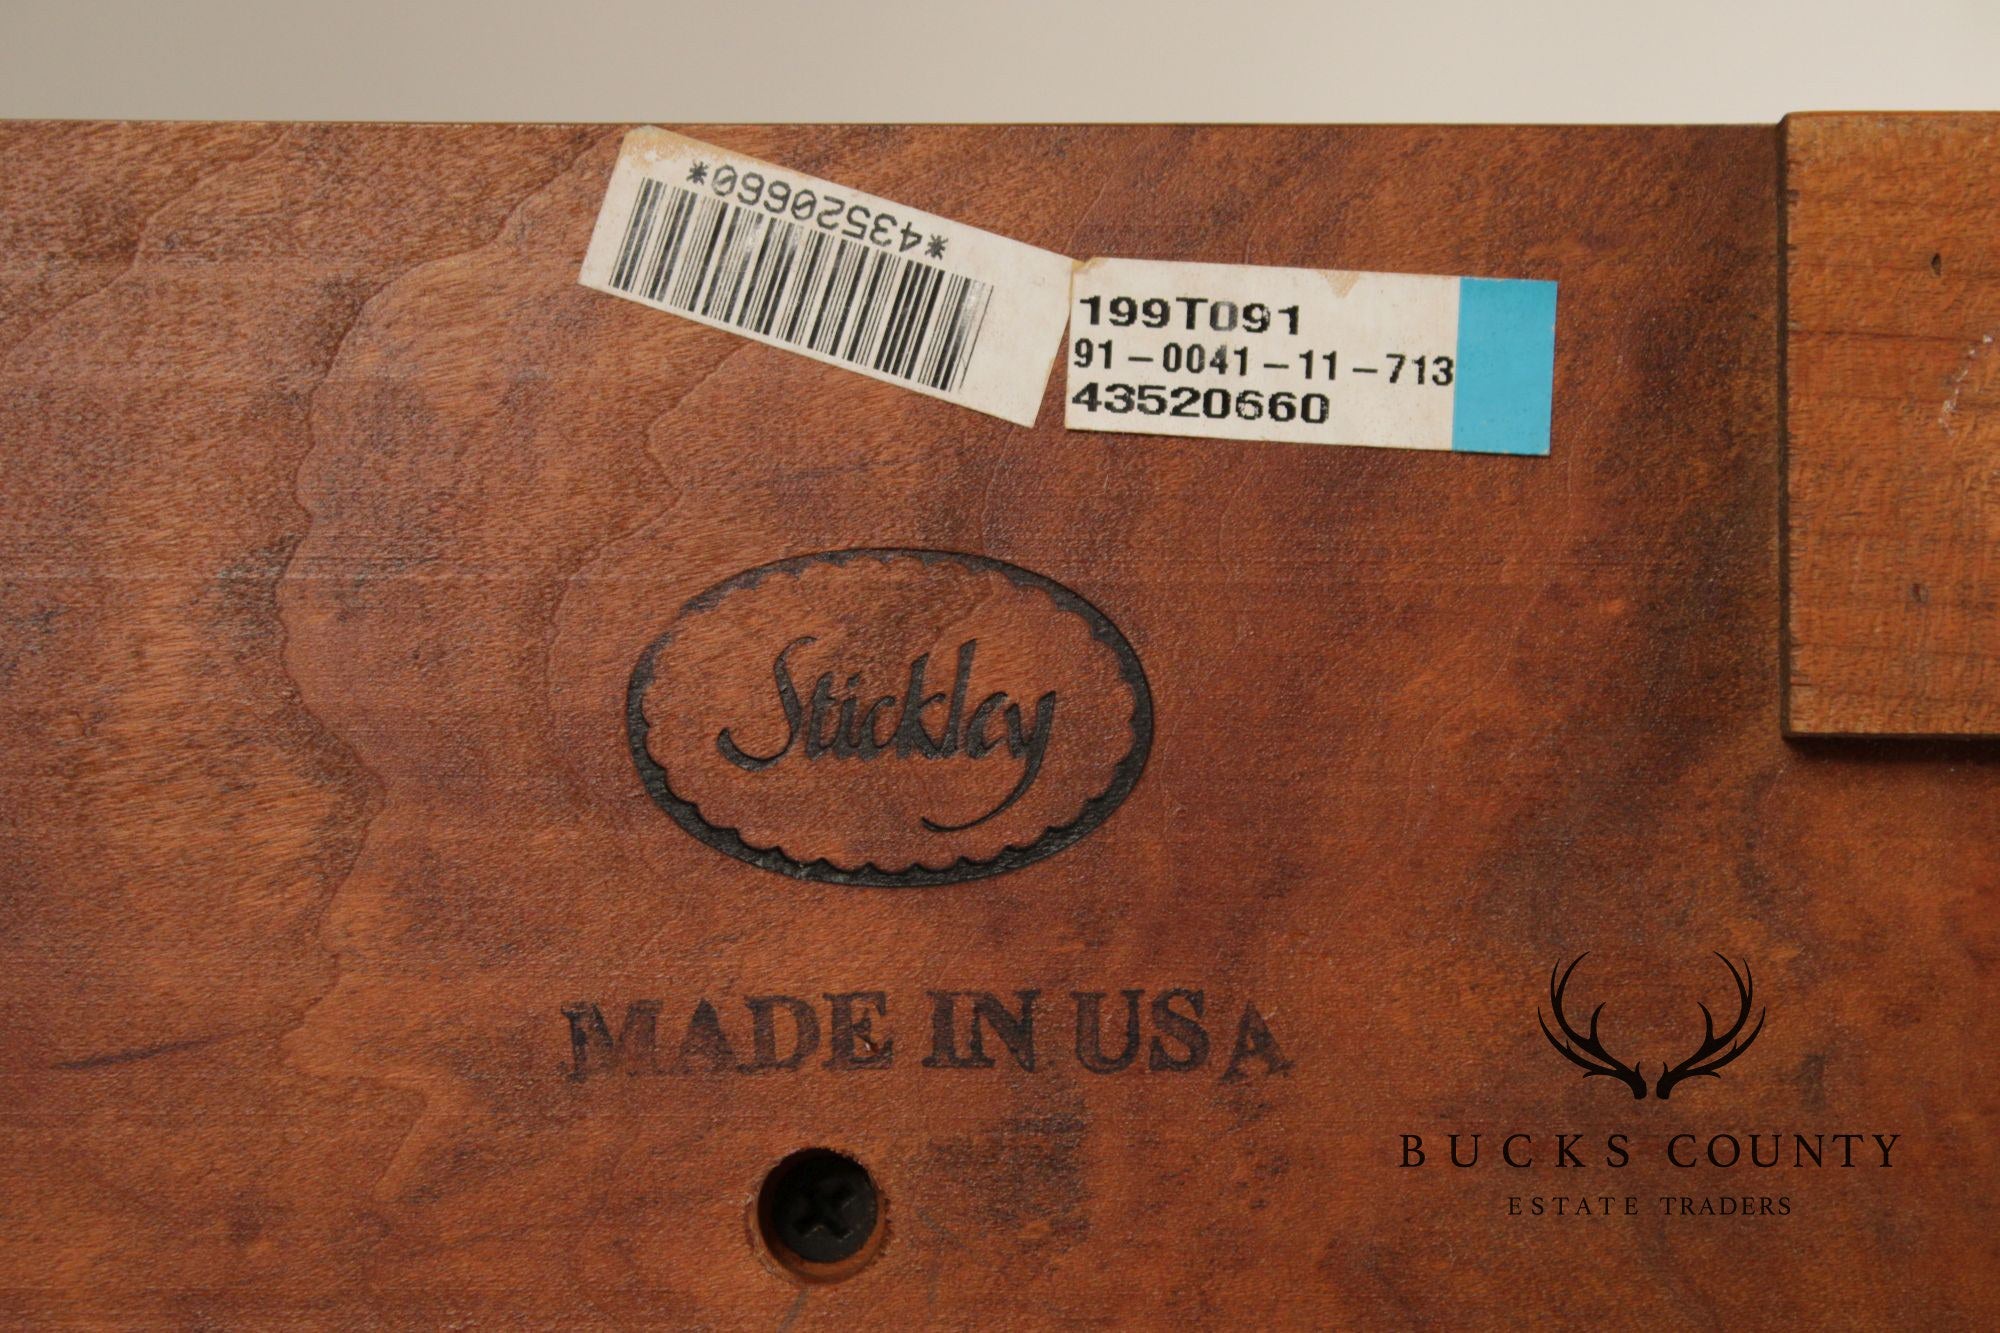 *43520660*
199T091
91-0041-11-713
43520660
Stickley
MADE IN USA
BUCKS COUNTY
ESTATE TRADERS